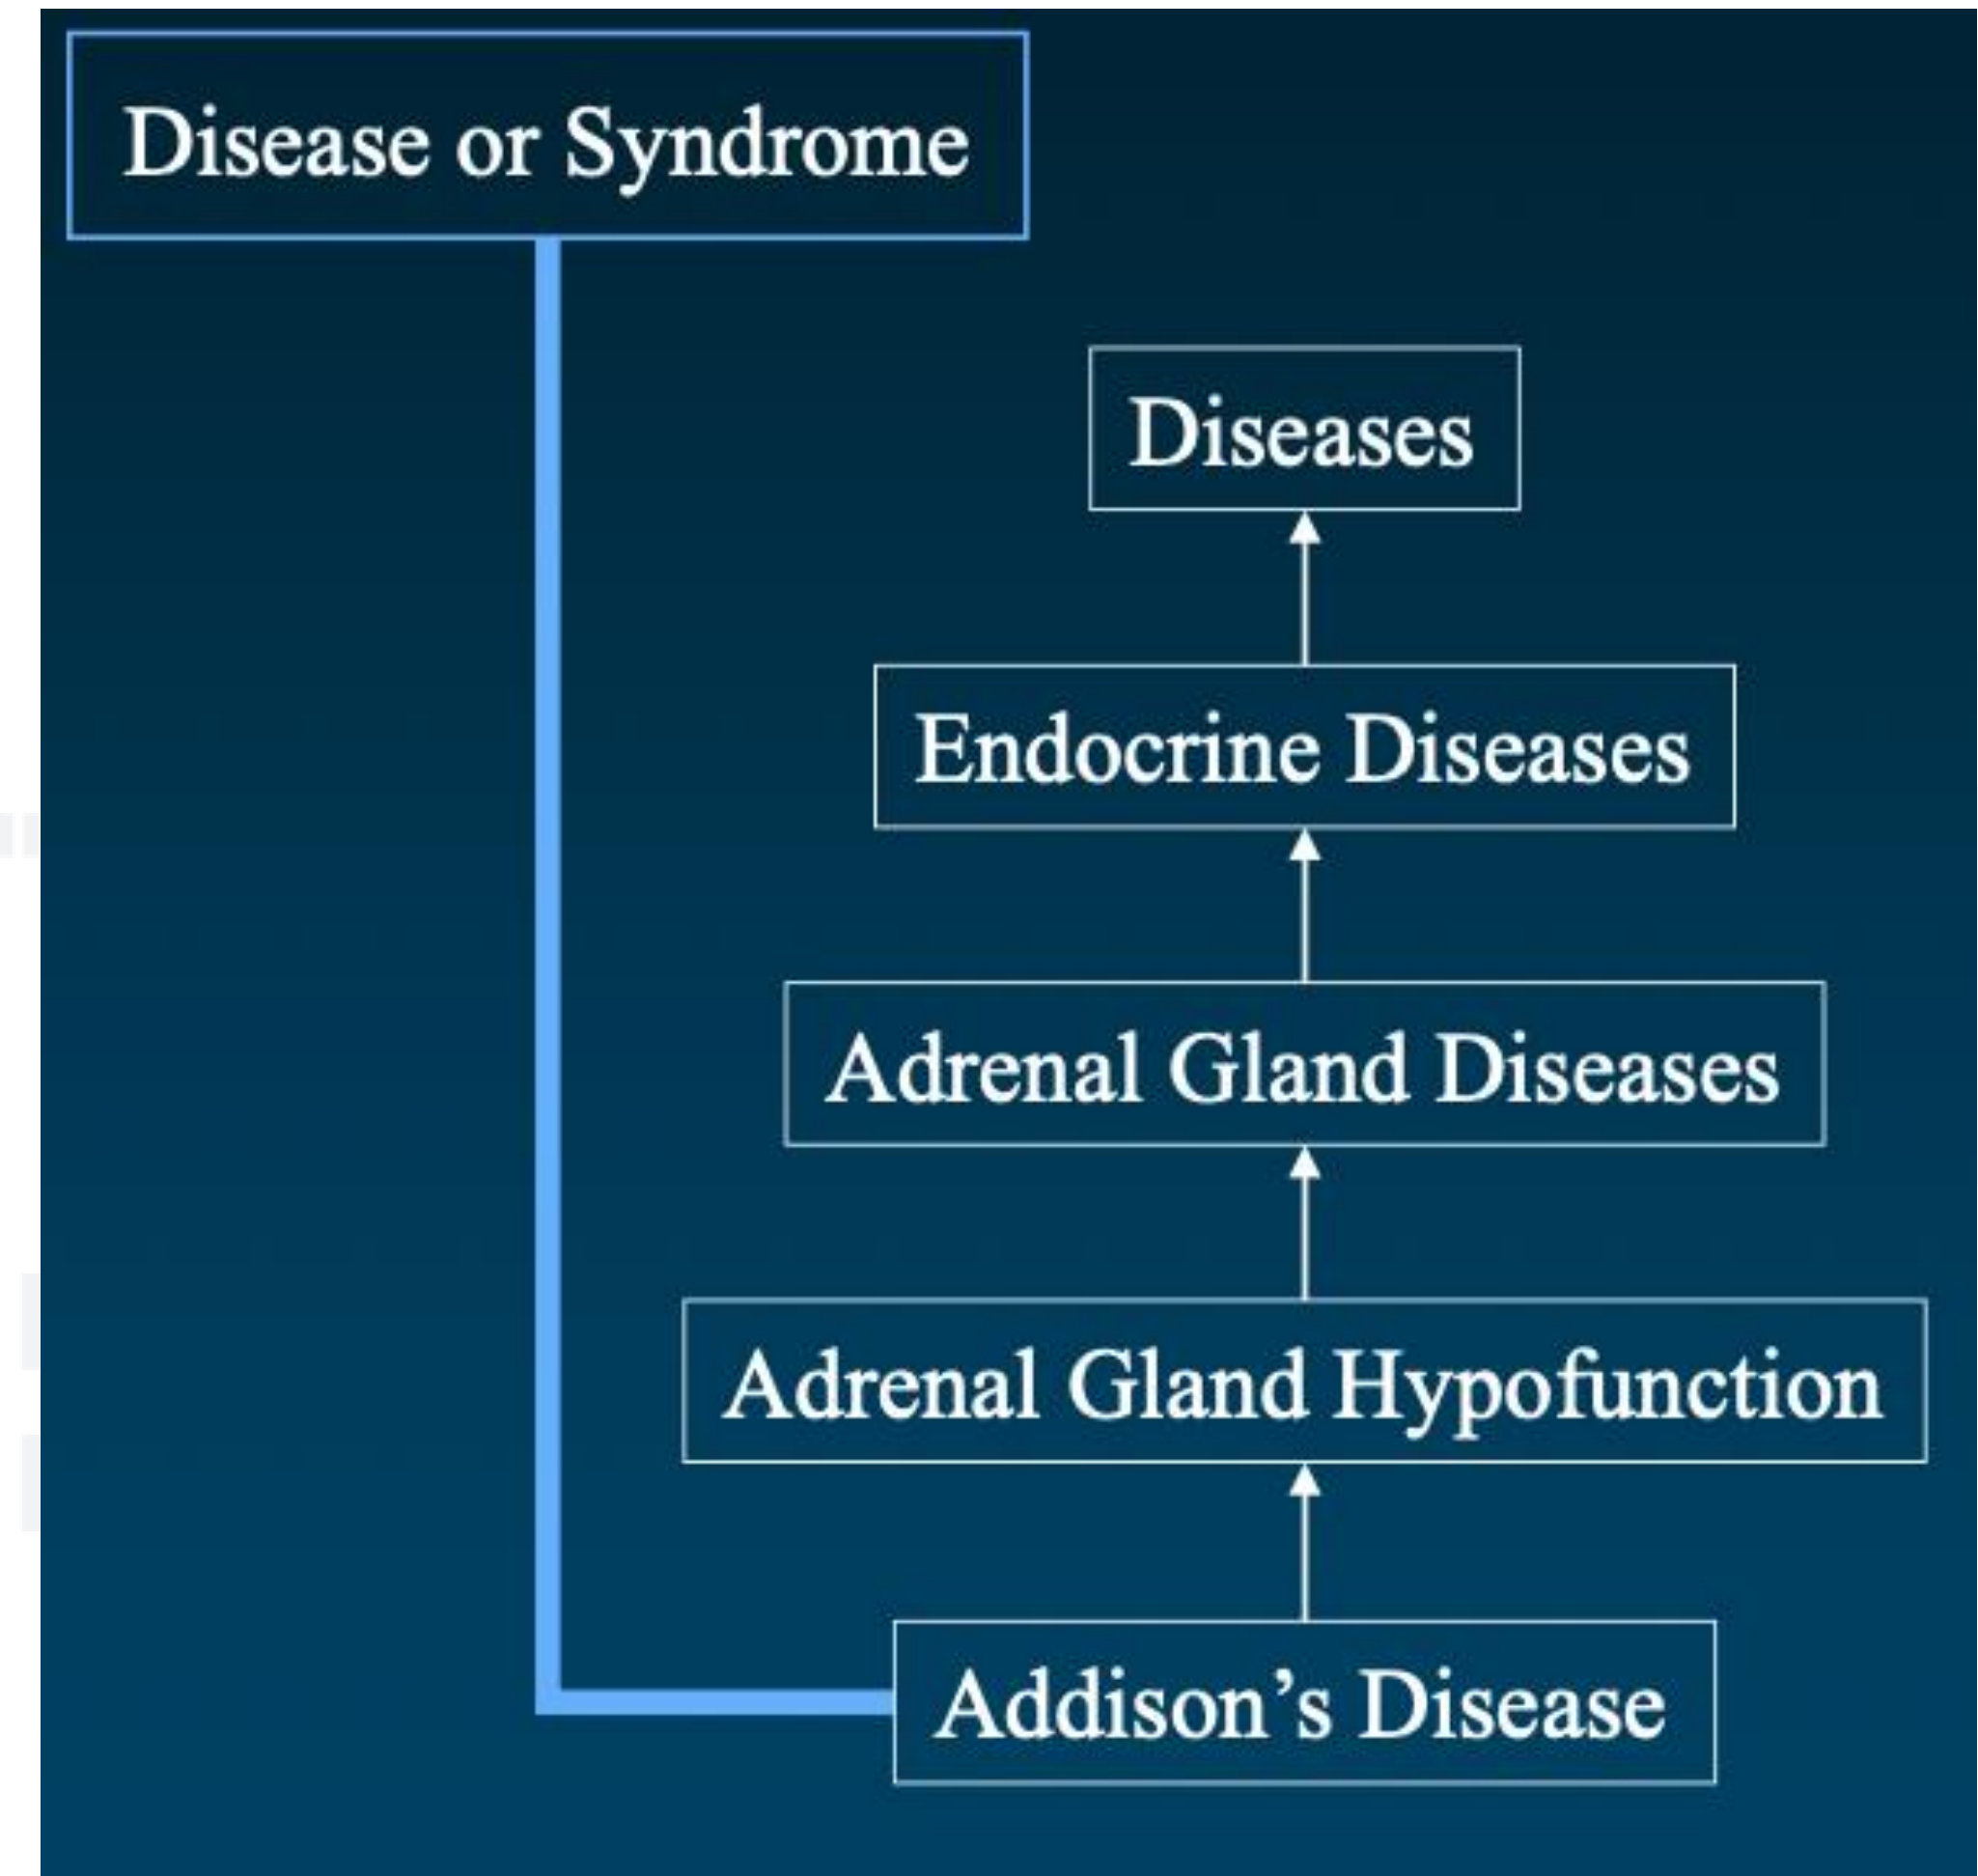 Disease or Syndrome
Diseases
Endocrine Diseases
Adrenal Gland Diseases
Adrenal Gland Hypofunction
Addison’s Disease